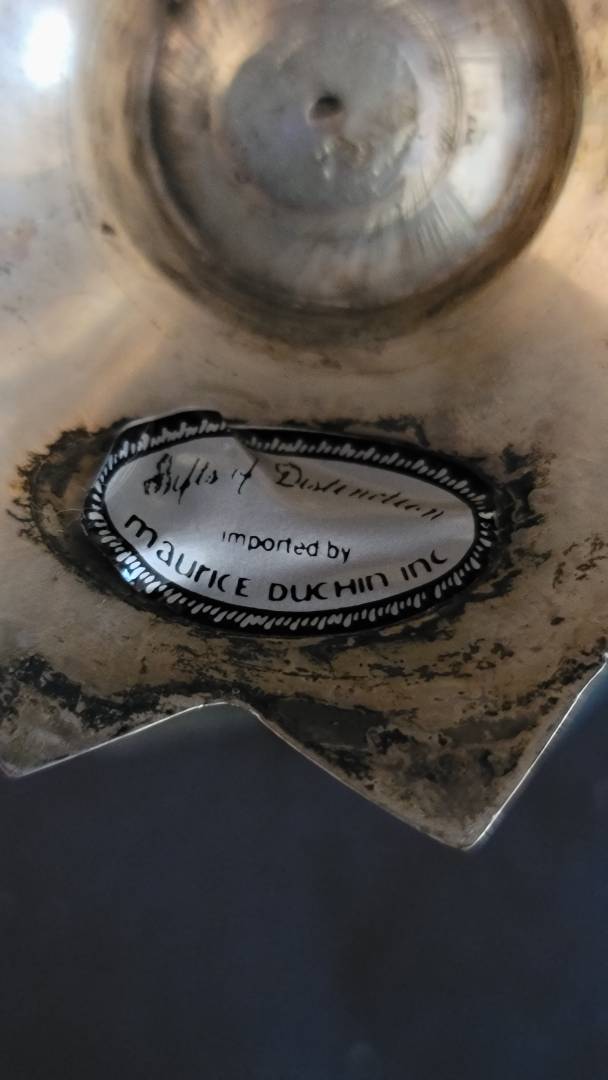 Gifts of Distinction
imported by
maurice DUCHin inc